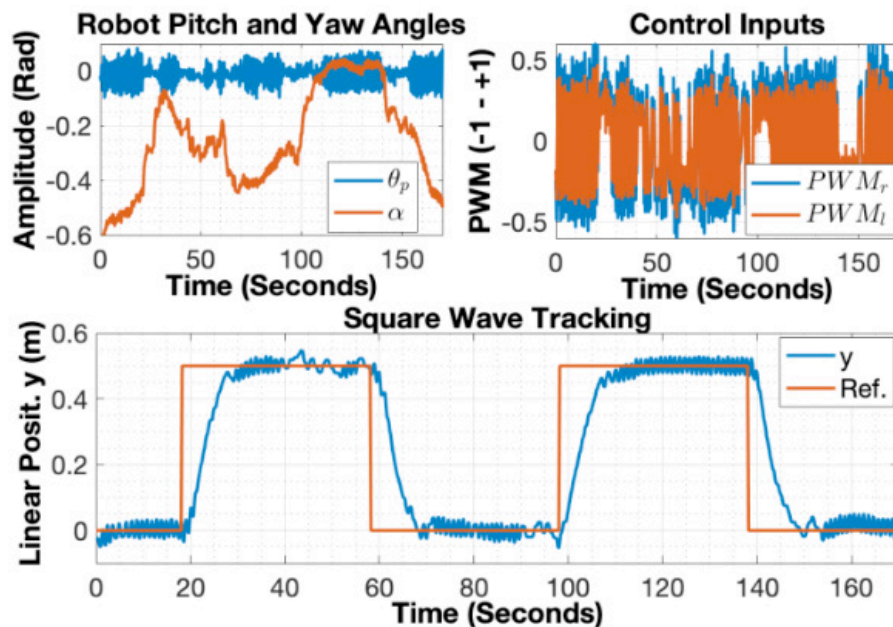 Robot Pitch and Yaw Angles
Amplitude (Rad)
0
-0.2
-0.4
-0.6
θp
α
0 50 100 150
Time (Seconds)
Control Inputs
PWM (-1 - +1)
0.5
0
-0.5
PWMr
PWMl
0 50 100 150
Time (Seconds)
Square Wave Tracking
Linear Posit. y (m)
0.6
0.4
0.2
0
y
Ref.
0 20 40 60 80 100 120 140 160
Time (Seconds)